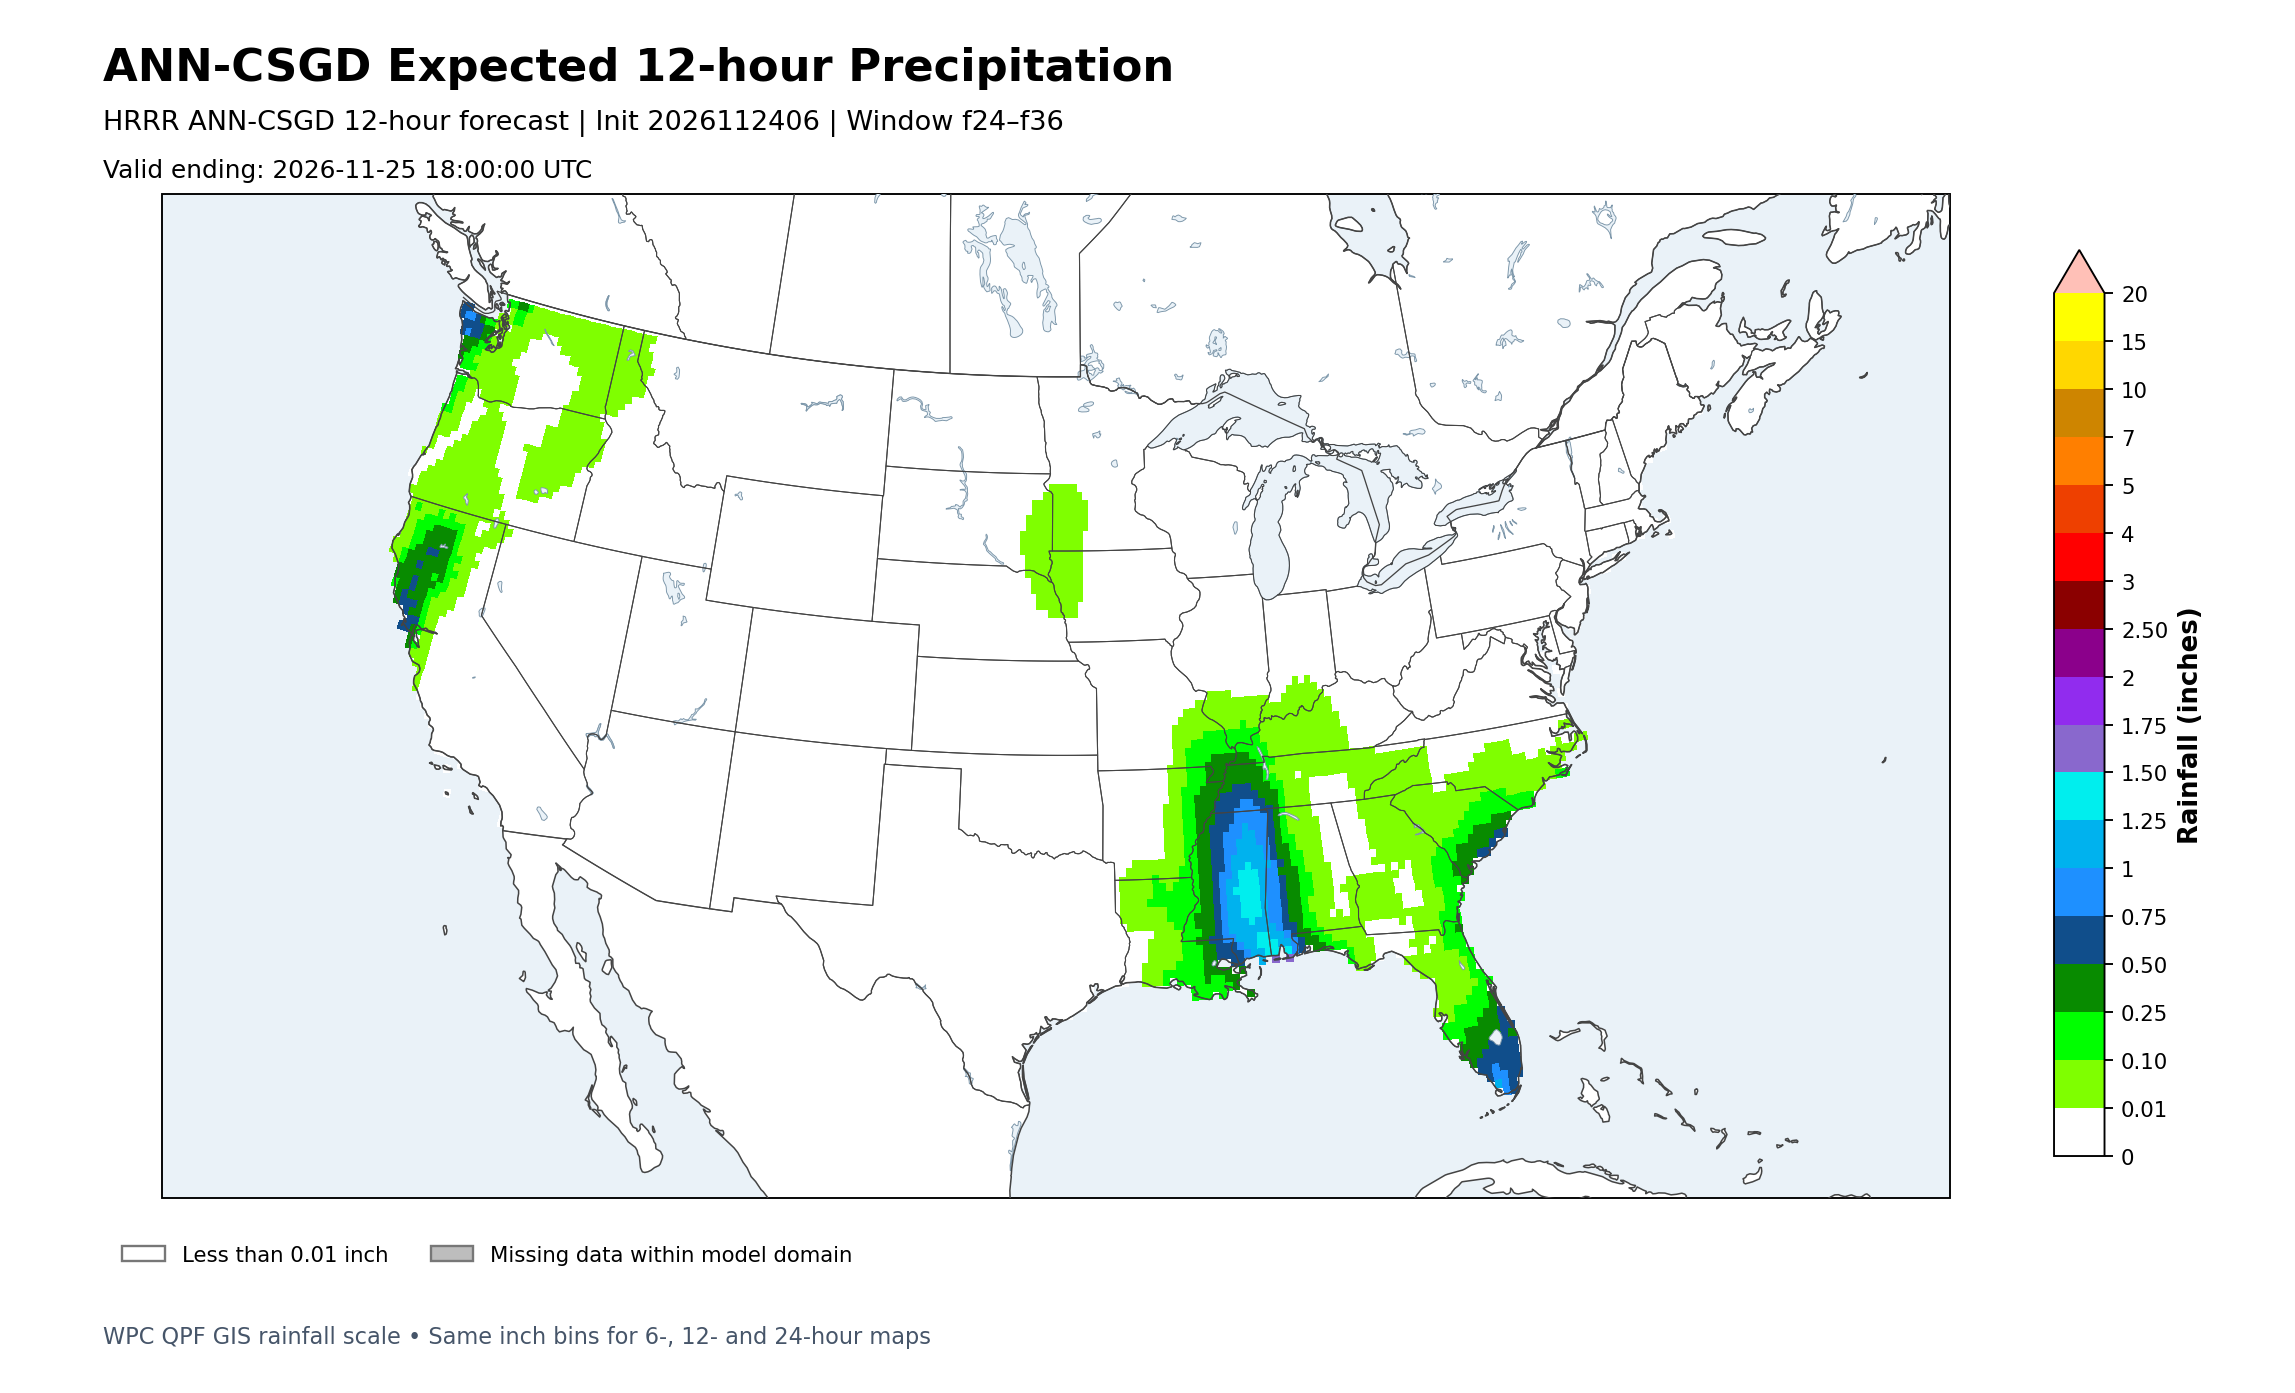 ANN-CSGD Expected 12-hour Precipitation
HRRR ANN-CSGD 12-hour forecast | Init 2026112406 | Window f24–f36
Valid ending: 2026-11-25 18:00:00 UTC
20
15
10
7
5
4
3
2.50
2
1.75
1.50
1.25
1
0.75
0.50
0.25
0.10
0.01
0
Rainfall (inches)
Less than 0.01 inch
Missing data within model domain
WPC QPF GIS rainfall scale • Same inch bins for 6-, 12- and 24-hour maps